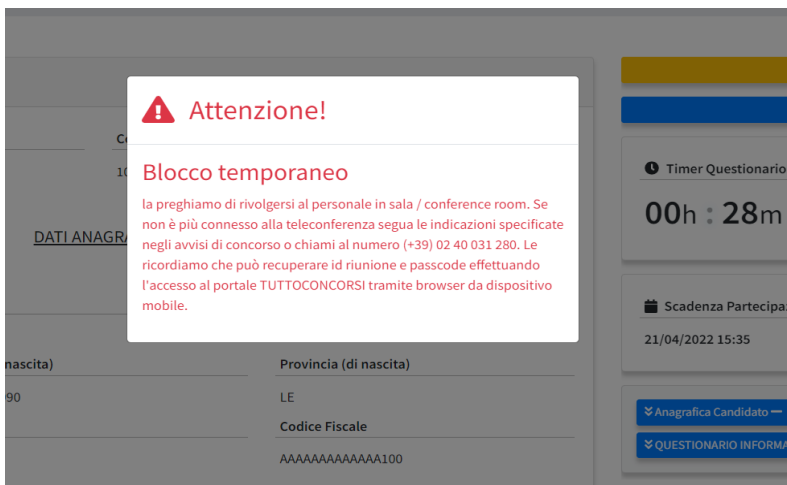 Attenzione!
Blocco temporaneo
la preghiamo di rivolgersi al personale in sala / conference room. Se
non è più connesso alla teleconferenza segua le indicazioni specificate
negli avvisi di concorso o chiami al numero (+39) 02 40 031 280. Le
ricordiamo che può recuperare id riunione e passcode effettuando
l'accesso al portale TUTTOCONCORSI tramite browser da dispositivo
mobile.
DATI ANAGRA
nascita)
90
Provincia (di nascita)
LE
Codice Fiscale
AAAAAAAAAAAAA100
Timer Questionario
00h : 28m
Scadenza Partecipa
21/04/2022 15:35
Anagrafica Candidato
QUESTIONARIO INFORMA